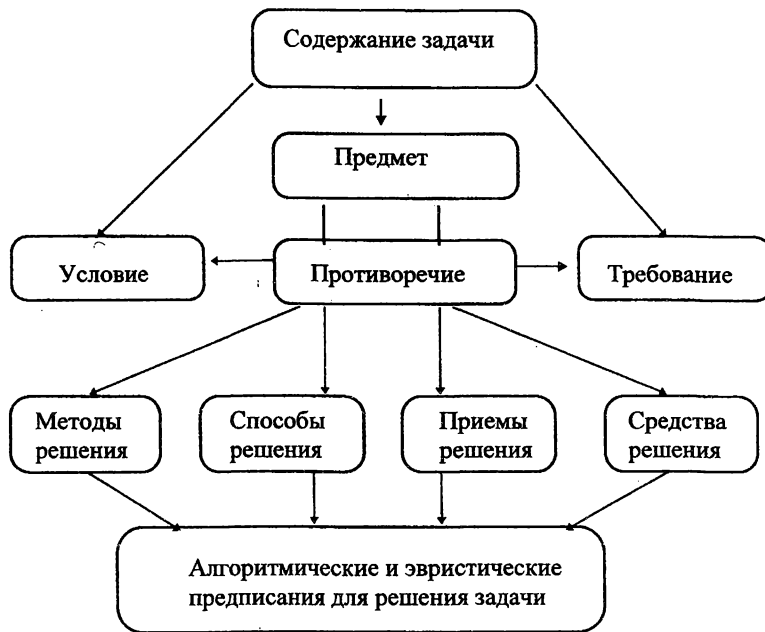 Содержание задачи
Предмет
Условие
Противоречие
Требование
Методы
решения
Способы
решения
Приемы
решения
Средства
решения
Алгоритмические и эвристические
предписания для решения задачи